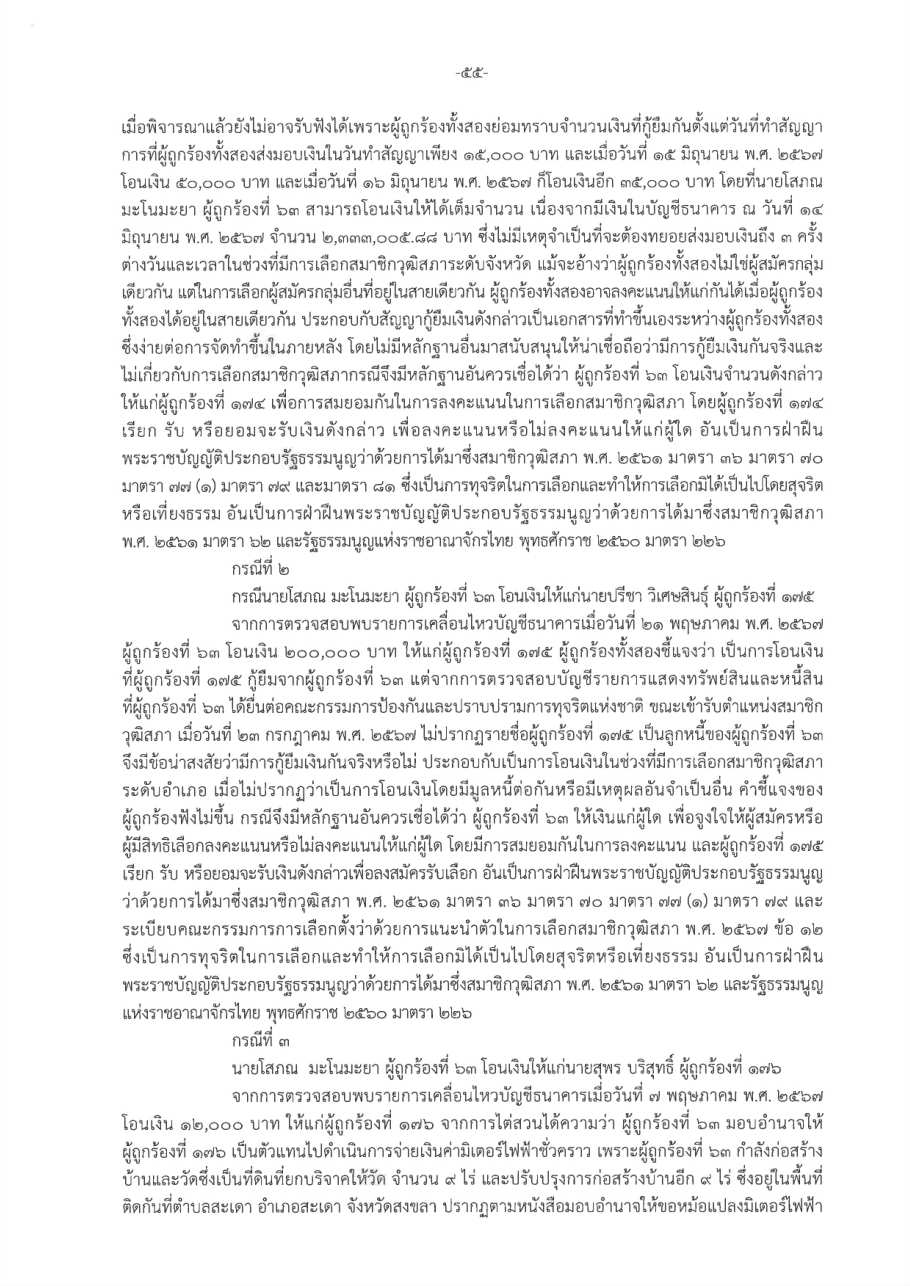 -๕๕-
เมื่อพิจารณาแล้วยังไม่อาจรับฟังได้เพราะผู้ถูกร้องทั้งสองย่อมทราบจำนวนเงินที่กู้ยืมกันตั้งแต่วันที่ทำสัญญา
การที่ผู้ถูกร้องทั้งสองส่งมอบเงินในวันทำสัญญาเพียง ๑๕,๐๐๐ บาท และเมื่อวันที่ ๑๕ มิถุนายน พ.ศ. ๒๕๖๗
โอนเงิน ๕๐,๐๐๐ บาท และเมื่อวันที่ ๑๖ มิถุนายน พ.ศ. ๒๕๖๗ ก็โอนเงินอีก ๓๕,๐๐๐ บาท โดยที่นายโสภณ
มะโนมะยา ผู้ถูกร้องที่ ๖๓ สามารถโอนเงินให้ได้เต็มจำนวน เนื่องจากมีเงินในบัญชีธนาคาร ณ วันที่ ๑๔
มิถุนายน พ.ศ. ๒๕๖๗ จำนวน ๒,๓๓๓,๐๐๕.๘๘ บาท ซึ่งไม่มีเหตุจำเป็นที่จะต้องทยอยส่งมอบเงินถึง ๓ ครั้ง
ต่างวันและเวลาในช่วงที่มีการเลือกสมาชิกวุฒิสภาระดับจังหวัด แม้จะอ้างว่าผู้ถูกร้องทั้งสองไม่ใช่ผู้สมัครกลุ่ม
เดียวกัน แต่ในการเลือกผู้สมัครกลุ่มอื่นที่อยู่ในสายเดียวกัน ผู้ถูกร้องทั้งสองอาจลงคะแนนให้แก่กันได้เมื่อผู้ถูกร้อง
ทั้งสองได้อยู่ในสายเดียวกัน ประกอบกับสัญญากู้ยืมเงินดังกล่าวเป็นเอกสารที่ทำขึ้นเองระหว่างผู้ถูกร้องทั้งสอง
ซึ่งง่ายต่อการจัดทำขึ้นในภายหลัง โดยไม่มีหลักฐานอื่นมาสนับสนุนให้น่าเชื่อถือว่ามีการกู้ยืมเงินกันจริงและ
ไม่เกี่ยวกับการเลือกสมาชิกวุฒิสภากรณีจึงมีหลักฐานอันควรเชื่อได้ว่า ผู้ถูกร้องที่ ๖๓ โอนเงินจำนวนดังกล่าว
ให้แก่ผู้ถูกร้องที่ ๑๗๔ เพื่อการสมยอมกันในการลงคะแนนในการเลือกสมาชิกวุฒิสภา โดยผู้ถูกร้องที่ ๑๗๔
เรียก รับ หรือยอมจะรับเงินดังกล่าว เพื่อลงคะแนนหรือไม่ลงคะแนนให้แก่ผู้ใด อันเป็นการฝ่าฝืน
พระราชบัญญัติประกอบรัฐธรรมนูญว่าด้วยการได้มาซึ่งสมาชิกวุฒิสภา พ.ศ. ๒๕๖๑ มาตรา ๓๖ มาตรา ๗๐
มาตรา ๗๗ (๑) มาตรา ๗๙ และมาตรา ๘๑ ซึ่งเป็นการทุจริตในการเลือกและทำให้การเลือกมิได้เป็นไปโดยสุจริต
หรือเที่ยงธรรม อันเป็นการฝ่าฝืนพระราชบัญญัติประกอบรัฐธรรมนูญว่าด้วยการได้มาซึ่งสมาชิกวุฒิสภา
พ.ศ. ๒๕๖๑ มาตรา ๖๒ และรัฐธรรมนูญแห่งราชอาณาจักรไทย พุทธศักราช ๒๕๖๐ มาตรา ๒๒๖
กรณีที่ ๒
กรณีนายโสภณ มะโนมะยา ผู้ถูกร้องที่ ๖๓ โอนเงินให้แก่นายปรีชา วิเศษสินธุ์ ผู้ถูกร้องที่ ๑๗๕
จากการตรวจสอบพบรายการเคลื่อนไหวบัญชีธนาคารเมื่อวันที่ ๒๑ พฤษภาคม พ.ศ. ๒๕๖๗
ผู้ถูกร้องที่ ๖๓ โอนเงิน ๒๐๐,๐๐๐ บาท ให้แก่ผู้ถูกร้องที่ ๑๗๕ ผู้ถูกร้องทั้งสองชี้แจงว่า เป็นการโอนเงิน
ที่ผู้ถูกร้องที่ ๑๗๕ กู้ยืมจากผู้ถูกร้องที่ ๖๓ แต่จากการตรวจสอบบัญชีรายการแสดงทรัพย์สินและหนี้สิน
ที่ผู้ถูกร้องที่ ๖๓ ได้ยื่นต่อคณะกรรมการป้องกันและปราบปรามการทุจริตแห่งชาติ ขณะเข้ารับตำแหน่งสมาชิก
วุฒิสภา เมื่อวันที่ ๒๓ กรกฎาคม พ.ศ. ๒๕๖๗ ไม่ปรากฏรายชื่อผู้ถูกร้องที่ ๑๗๕ เป็นลูกหนี้ของผู้ถูกร้องที่ ๖๓
จึงมีข้อน่าสงสัยว่ามีการกู้ยืมเงินกันจริงหรือไม่ ประกอบกับเป็นการโอนเงินในช่วงที่มีการเลือกสมาชิกวุฒิสภา
ระดับอำเภอ เมื่อไม่ปรากฏว่าเป็นการโอนเงินโดยมีมูลหนี้ต่อกันหรือมีเหตุผลอันจำเป็นอื่น คำชี้แจงของ
ผู้ถูกร้องฟังไม่ขึ้น กรณีจึงมีหลักฐานอันควรเชื่อได้ว่า ผู้ถูกร้องที่ ๖๓ ให้เงินแก่ผู้ใด เพื่อจูงใจให้ผู้สมัครหรือ
ผู้มีสิทธิเลือกลงคะแนนหรือไม่ลงคะแนนให้แก่ผู้ใด โดยมีการสมยอมกันในการลงคะแนน และผู้ถูกร้องที่ ๑๗๕
เรียก รับ หรือยอมจะรับเงินดังกล่าวเพื่อลงสมัครรับเลือก อันเป็นการฝ่าฝืนพระราชบัญญัติประกอบรัฐธรรมนูญ
ว่าด้วยการได้มาซึ่งสมาชิกวุฒิสภา พ.ศ. ๒๕๖๑ มาตรา ๓๖ มาตรา ๗๐ มาตรา ๗๗ (๑) มาตรา ๗๙ และ
ระเบียบคณะกรรมการการเลือกตั้งว่าด้วยการแนะนำตัวในการเลือกสมาชิกวุฒิสภา พ.ศ. ๒๕๖๗ ข้อ ๑๒
ซึ่งเป็นการทุจริตในการเลือกและทำให้การเลือกมิได้เป็นไปโดยสุจริตหรือเที่ยงธรรม อันเป็นการฝ่าฝืน
พระราชบัญญัติประกอบรัฐธรรมนูญว่าด้วยการได้มาซึ่งสมาชิกวุฒิสภา พ.ศ. ๒๕๖๑ มาตรา ๖๒ และรัฐธรรมนูญ
แห่งราชอาณาจักรไทย พุทธศักราช ๒๕๖๐ มาตรา ๒๒๖
กรณีที่ ๓
นายโสภณ มะโนมะยา ผู้ถูกร้องที่ ๖๓ โอนเงินให้แก่นายสุพร บริสุทธิ์ ผู้ถูกร้องที่ ๑๗๖
จากการตรวจสอบพบรายการเคลื่อนไหวบัญชีธนาคารเมื่อวันที่ ๗ พฤษภาคม พ.ศ. ๒๕๖๗
โอนเงิน ๑๒,๐๐๐ บาท ให้แก่ผู้ถูกร้องที่ ๑๗๖ จากการไต่สวนได้ความว่า ผู้ถูกร้องที่ ๖๓ มอบอำนาจให้
ผู้ถูกร้องที่ ๑๗๖ เป็นตัวแทนไปดำเนินการจ่ายเงินค่ามิเตอร์ไฟฟ้าชั่วคราว เพราะผู้ถูกร้องที่ ๖๓ กำลังก่อสร้าง
บ้านและวัดซึ่งเป็นที่ดินที่ยกบริจาคให้วัด จำนวน ๙ ไร่ และปรับปรุงการก่อสร้างบ้านอีก ๙ ไร่ ซึ่งอยู่ในพื้นที่
ติดกันที่ตำบลสะเดา อำเภอสะเดา จังหวัดสงขลา ปรากฏตามหนังสือมอบอำนาจให้ขอหม้อแปลงมิเตอร์ไฟฟ้า